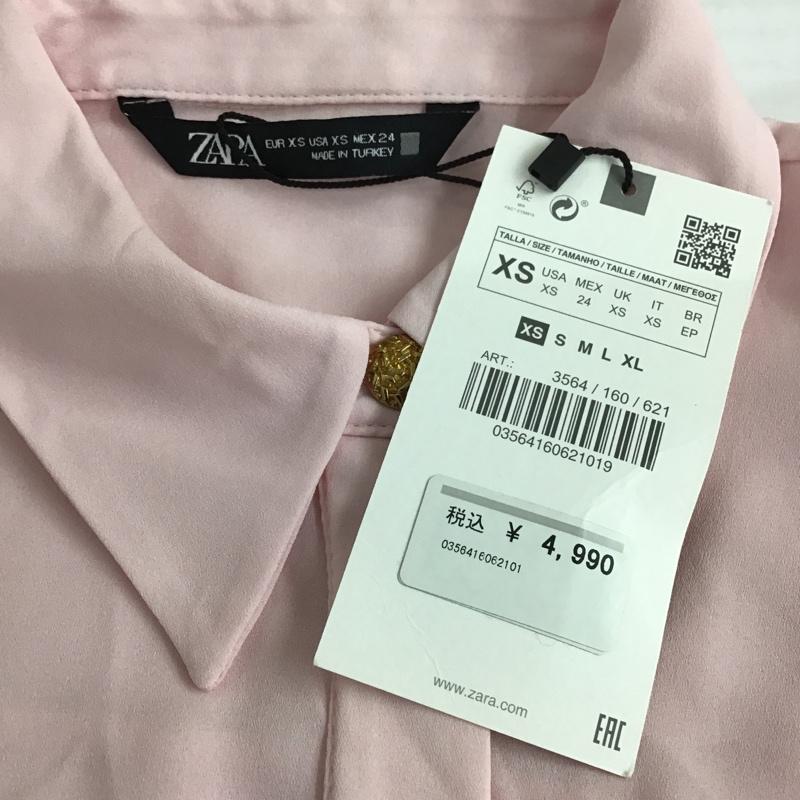 ZARA
EUR XS USA XS MEX 24
MADE IN TURKEY
FSC
MIX
TALLA / SIZE / TAMANHO / TAILLE / MAAT / ΜΕΓΕΘΟΣ
XS USA MEX UK IT BR
XS 24 XS XS EP
XS S M L XL
ART.: 3564 / 160 / 621
03564160621019
税込 ¥ 4,990
0356416062101
www.zara.com
EAC